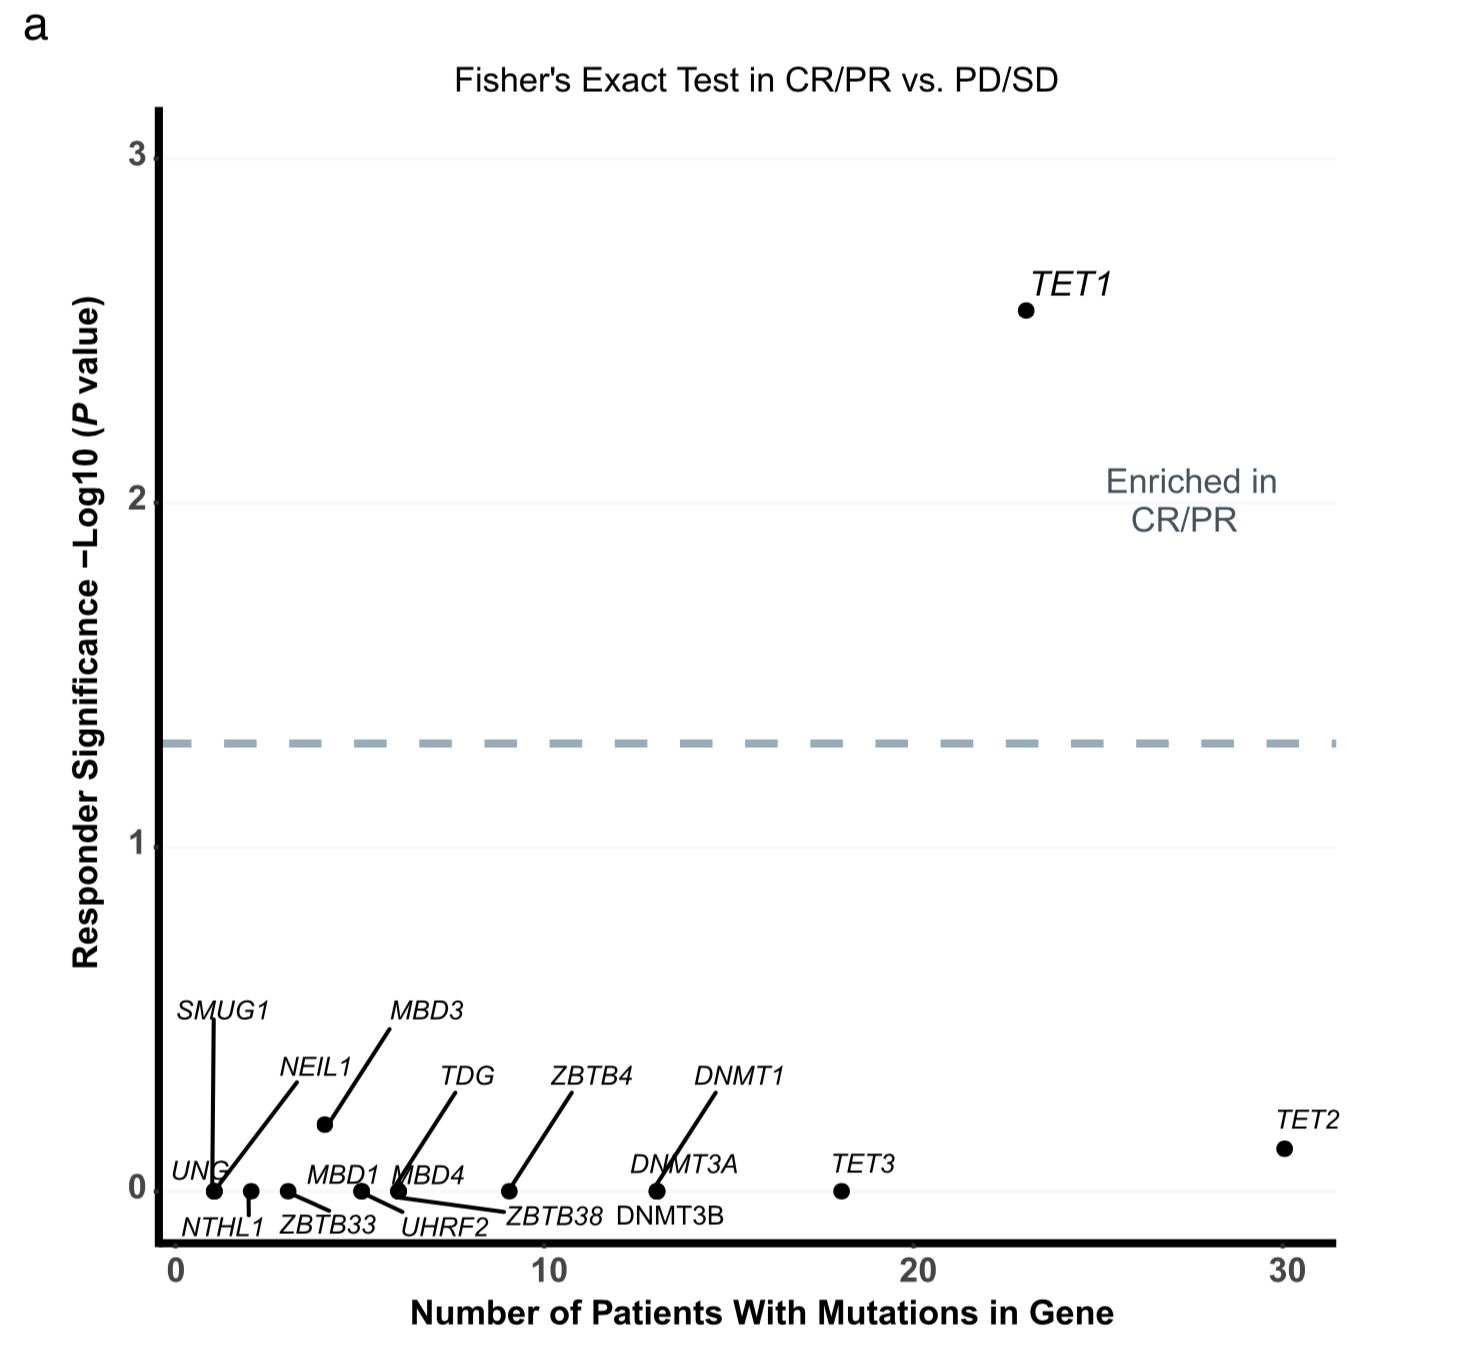 a
Fisher's Exact Test in CR/PR vs. PD/SD
Responder Significance −Log10 (P value)
3
TET1
Enriched in
CR/PR
2
1
SMUG1
MBD3
NEIL1
TDG
ZBTB4
DNMT1
TET2
UNG
MBD1
MBD4
DNMT3A
TET3
0
NTHL1
ZBTB33
UHRF2
ZBTB38
DNMT3B
0
10
20
30
Number of Patients With Mutations in Gene